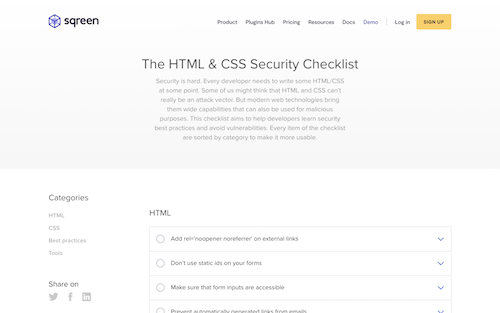 sqreen
Product Plugins Hub Pricing Resources Docs Demo Log in SIGN UP
The HTML & CSS Security Checklist
Security is hard. Every developer needs to write some HTML/CSS
at some point. Some of us might think that HTML and CSS can't
really be an attack vector. But modern web technologies bring
them wide capabilities that can also be used for malicious
purposes. This checklist aims to help developers learn security
best practices and avoid vulnerabilities. Every item of the checklist
are sorted by category to make it more usable.
Categories
HTML
CSS
Best practices
Tools
Share on
HTML
Add rel='noopener noreferrer' on external links
Don't use static ids on your forms
Make sure that form inputs are accessible
Prevent automatically generated links from emails